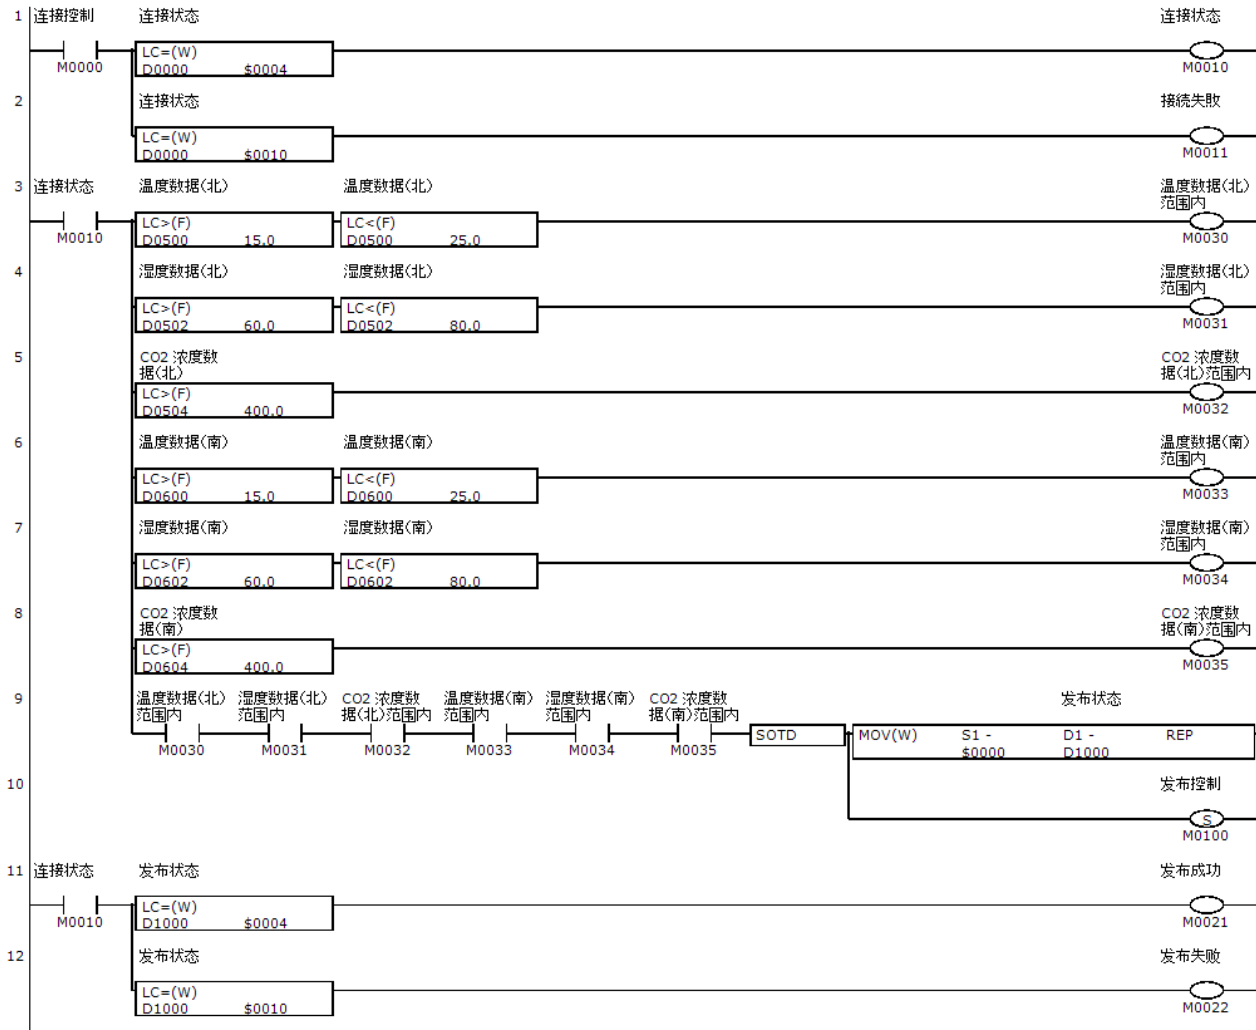 1 连接控制 连接状态 连接状态
LC=(W)
M0000 D0000 $0004 M0010
2 连接状态 接続失敗
LC=(W)
D0000 $0010 M0011
3 连接状态 温度数据(北) 温度数据(北) 温度数据(北)
范围内
LC>(F) LC<(F)
M0010 D0500 15.0 D0500 25.0 M0030
4 湿度数据(北) 湿度数据(北) 湿度数据(北)
范围内
LC>(F) LC<(F)
D0502 60.0 D0502 80.0 M0031
5 CO2 浓度数 CO2 浓度数
据(北) 据(北)范围内
LC>(F)
D0504 400.0 M0032
6 温度数据(南) 温度数据(南) 温度数据(南)
范围内
LC>(F) LC<(F)
D0600 15.0 D0600 25.0 M0033
7 湿度数据(南) 湿度数据(南) 湿度数据(南)
范围内
LC>(F) LC<(F)
D0602 60.0 D0602 80.0 M0034
8 CO2 浓度数 CO2 浓度数
据(南) 据(南)范围内
LC>(F)
D0604 400.0 M0035
9 温度数据(北) 湿度数据(北) CO2 浓度数 温度数据(南) 湿度数据(南) CO2 浓度数 发布状态
范围内 范围内 据(北)范围内 范围内 范围内 据(南)范围内
SOTD MOV(W) S1 - D1 - REP
M0030 M0031 M0032 M0033 M0034 M0035 $0000 D1000
10 发布控制
S
M0100
11 连接状态 发布状态 发布成功
LC=(W)
M0010 D1000 $0004 M0021
12 发布状态 发布失败
LC=(W)
D1000 $0010 M0022